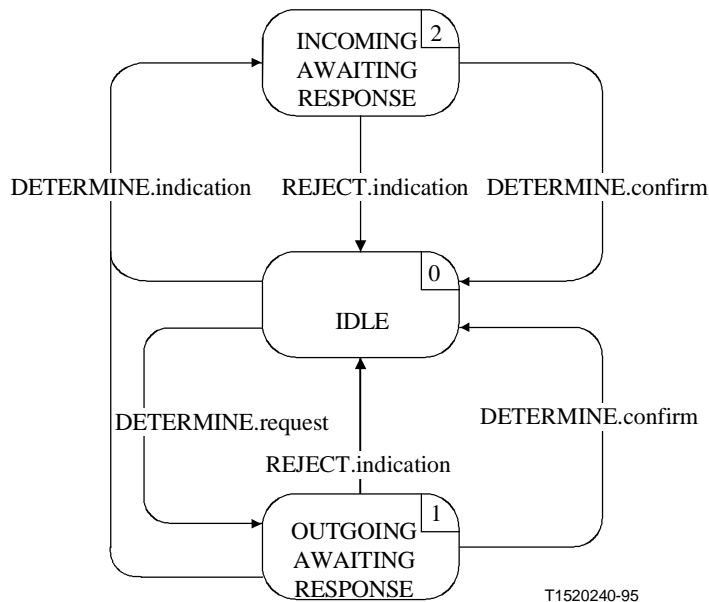 2
INCOMING
AWAITING
RESPONSE
DETERMINE.indication
REJECT.indication
DETERMINE.confirm
0
IDLE
DETERMINE.request
DETERMINE.confirm
REJECT.indication
1
OUTGOING
AWAITING
RESPONSE
T1520240-95